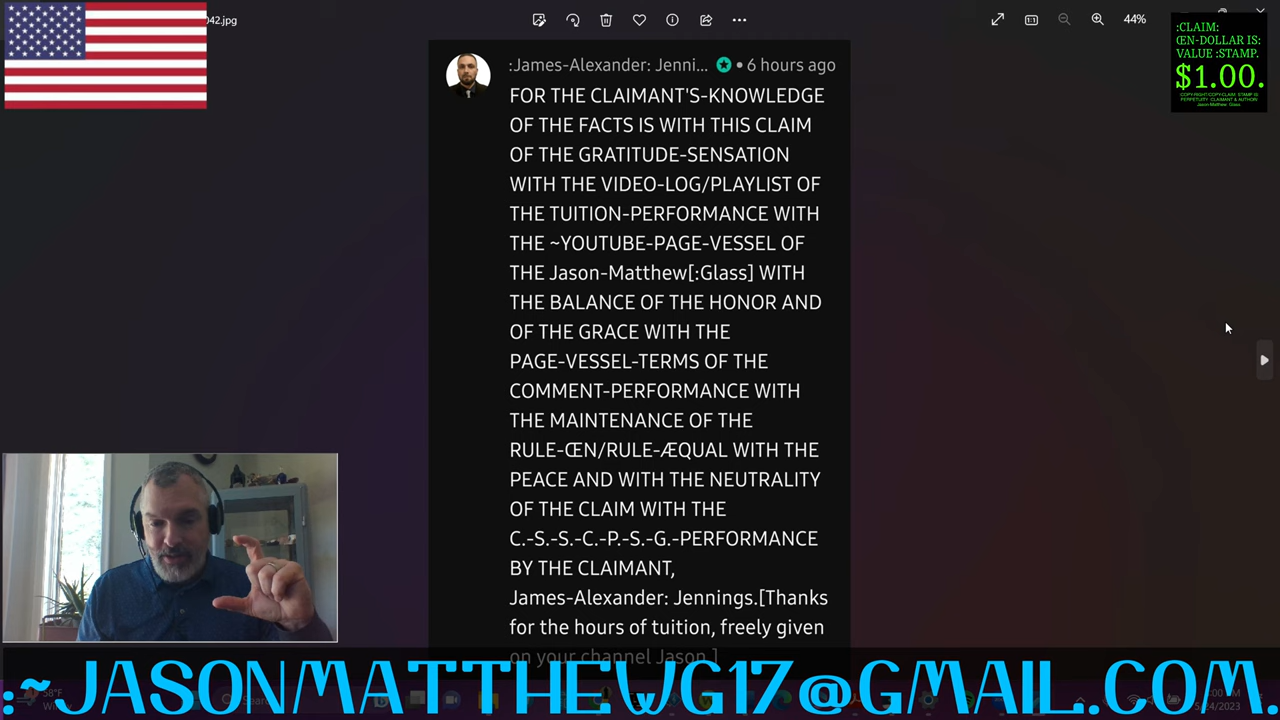 042.jpg
44%
:CLAIM:
ŒN-DOLLAR IS:
VALUE :STAMP.
$1.00.
:James-Alexander: Jenni... • 6 hours ago
FOR THE CLAIMANT'S-KNOWLEDGE
OF THE FACTS IS WITH THIS CLAIM
OF THE GRATITUDE-SENSATION
WITH THE VIDEO-LOG/PLAYLIST OF
THE TUITION-PERFORMANCE WITH
THE ~YOUTUBE-PAGE-VESSEL OF
THE Jason-Matthew[:Glass] WITH
THE BALANCE OF THE HONOR AND
OF THE GRACE WITH THE
PAGE-VESSEL-TERMS OF THE
COMMENT-PERFORMANCE WITH
THE MAINTENANCE OF THE
RULE-ŒN/RULE-ÆQUAL WITH THE
PEACE AND WITH THE NEUTRALITY
OF THE CLAIM WITH THE
C.-S.-S.-C.-P.-S.-G.-PERFORMANCE
BY THE CLAIMANT,
James-Alexander: Jennings.[Thanks
for the hours of tuition, freely given
on your channel Jason.]
:~ JASONMATTHEWG17@GMAIL.COM.